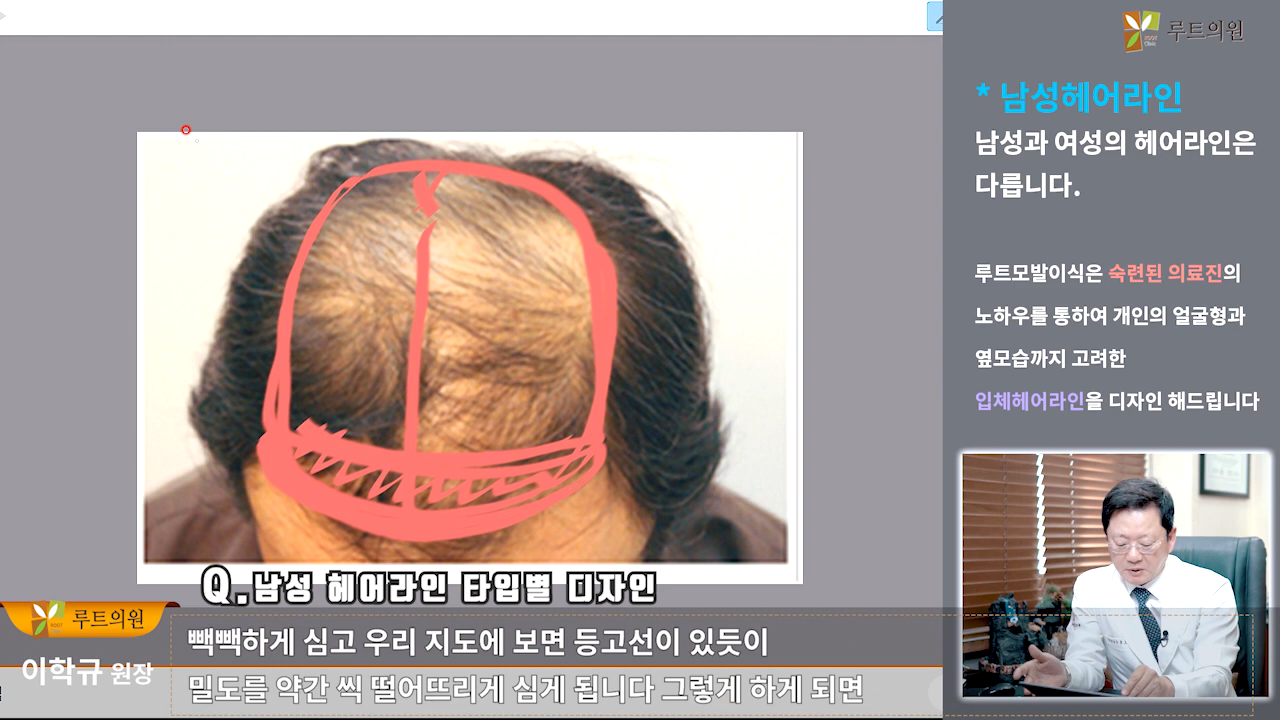 루트의원
ROOT
Clinic
* 남성헤어라인
남성과 여성의 헤어라인은
다릅니다.
루트모발이식은 숙련된 의료진의
노하우를 통하여 개인의 얼굴형과
옆모습까지 고려한
입체헤어라인을 디자인 해드립니다
Q.남성 헤어라인 타입별 디자인
루트의원
이학규 원장
빽빽하게 심고 우리 지도에 보면 등고선이 있듯이
밀도를 약간 씩 떨어뜨리게 심게 됩니다 그렇게 하게 되면